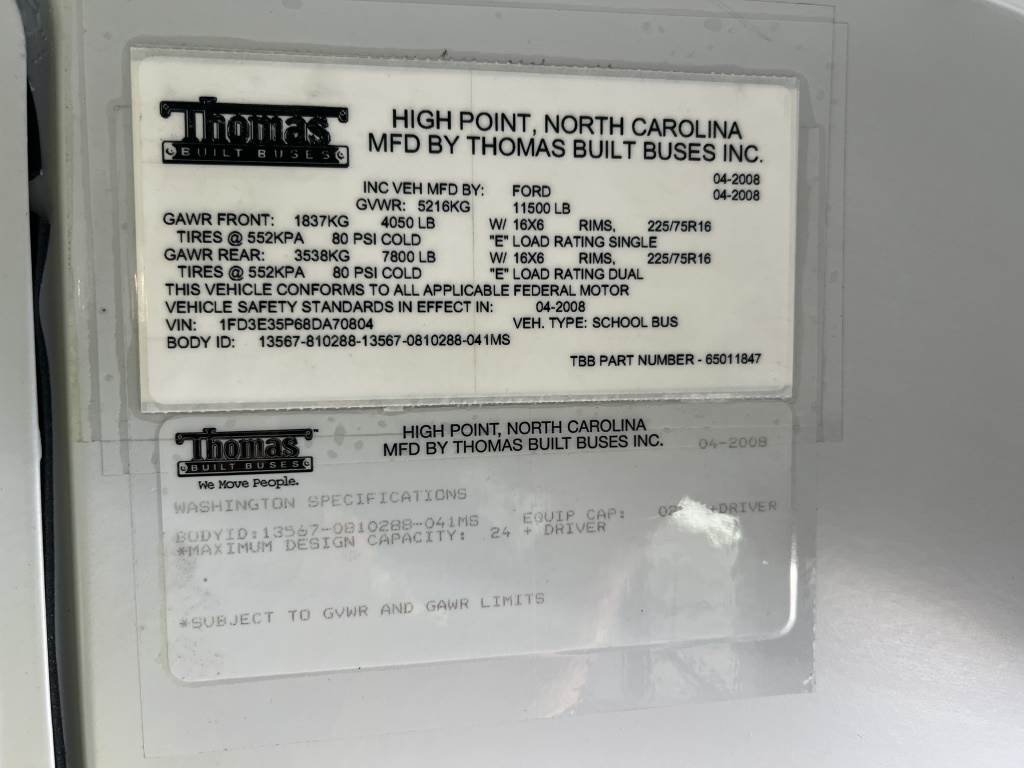 Thomas
BUILT BUSES
HIGH POINT, NORTH CAROLINA
MFD BY THOMAS BUILT BUSES INC.
04-2008
INC VEH MFD BY: FORD 04-2008
GVWR: 5216KG 11500 LB
GAWR FRONT: 1837KG 4050 LB W/ 16X6 RIMS, 225/75R16
TIRES @ 552KPA 80 PSI COLD "E" LOAD RATING SINGLE
GAWR REAR: 3538KG 7800 LB W/ 16X6 RIMS, 225/75R16
TIRES @ 552KPA 80 PSI COLD "E" LOAD RATING DUAL
THIS VEHICLE CONFORMS TO ALL APPLICABLE FEDERAL MOTOR
VEHICLE SAFETY STANDARDS IN EFFECT IN: 04-2008
VIN: 1FD3E35P68DA70804 VEH. TYPE: SCHOOL BUS
BODY ID: 13567-810288-13567-0810288-041MS
TBB PART NUMBER - 65011847
Thomas™
BUILT BUSES
We Move People.
HIGH POINT, NORTH CAROLINA
MFD BY THOMAS BUILT BUSES INC. 04-2008
WASHINGTON SPECIFICATIONS
BODYID:13567-0810288-041MS EQUIP CAP: +DRIVER
*MAXIMUM DESIGN CAPACITY: 24 + DRIVER
*SUBJECT TO GVWR AND GAWR LIMITS